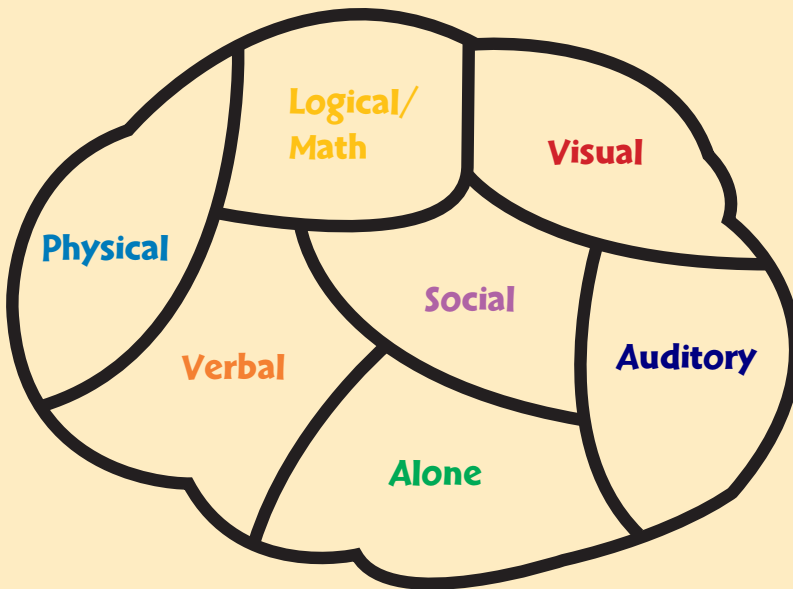 Logical/
Math
Visual
Physical
Social
Verbal
Auditory
Alone